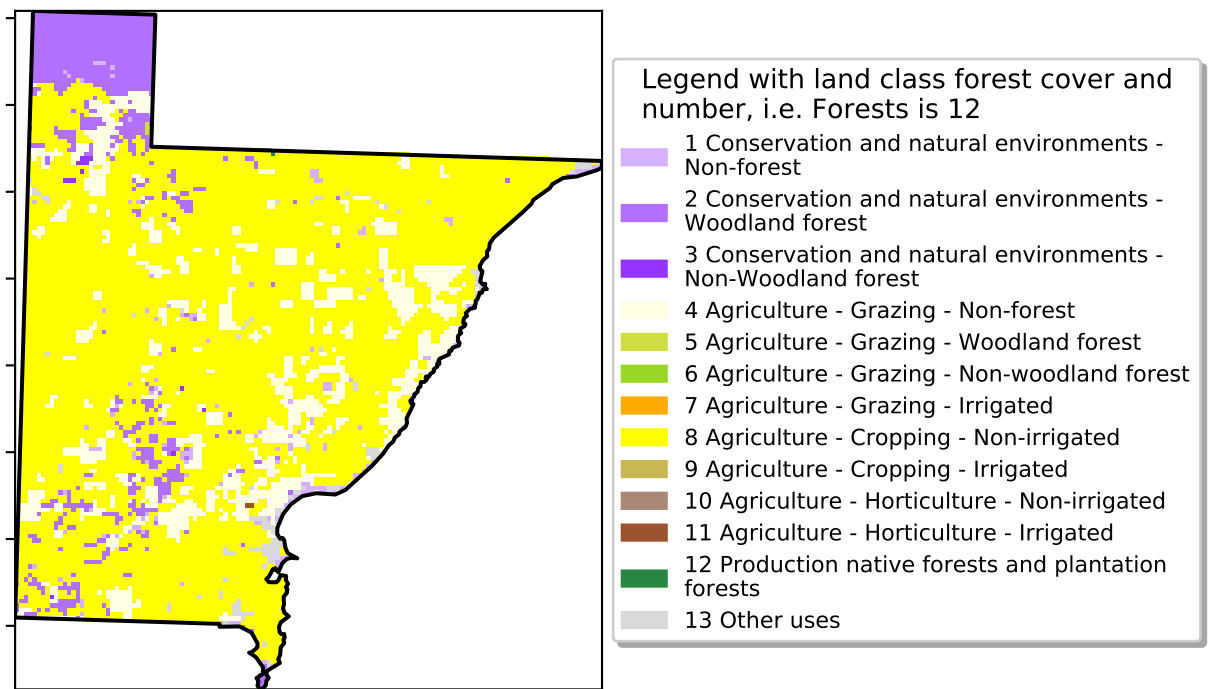 Legend with land class forest cover and
number, i.e. Forests is 12
1 Conservation and natural environments -
Non-forest
2 Conservation and natural environments -
Woodland forest
3 Conservation and natural environments -
Non-Woodland forest
4 Agriculture - Grazing - Non-forest
5 Agriculture - Grazing - Woodland forest
6 Agriculture - Grazing - Non-woodland forest
7 Agriculture - Grazing - Irrigated
8 Agriculture - Cropping - Non-irrigated
9 Agriculture - Cropping - Irrigated
10 Agriculture - Horticulture - Non-irrigated
11 Agriculture - Horticulture - Irrigated
12 Production native forests and plantation
forests
13 Other uses